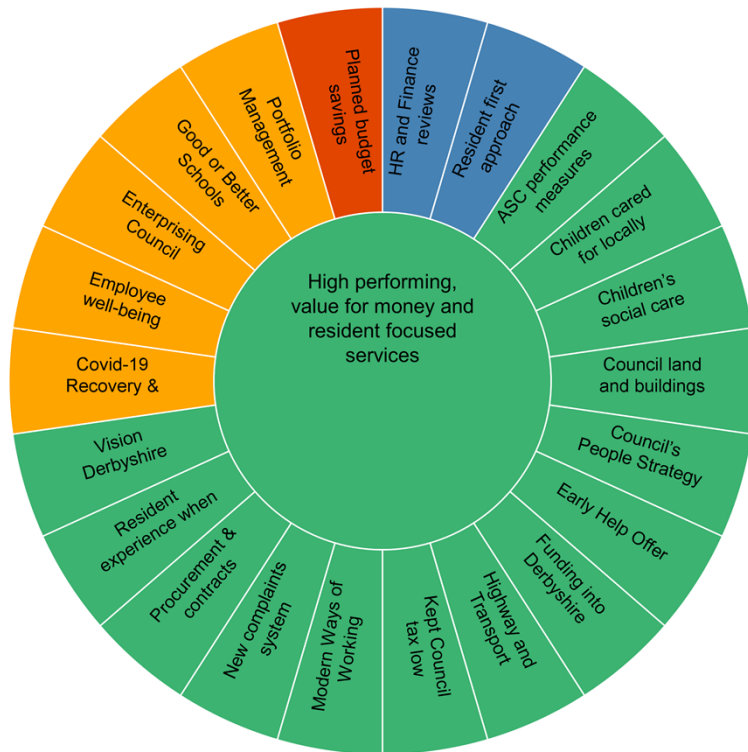 High performing,
value for money and
resident focused
services
HR and Finance
reviews
Resident first
approach
ASC performance
measures
Children cared
for locally
Children's
social care
Council land
and buildings
Council's
People Strategy
Early Help Offer
Funding into
Derbyshire
Highway and
Transport
Kept Council
tax low
Modern Ways of
Working
New complaints
system
Procurement &
contracts
Resident
experience when
Vision
Derbyshire
Covid-19
Recovery &
Employee
well-being
Enterprising
Council
Good or Better
Schools
Portfolio
Management
Planned budget
savings